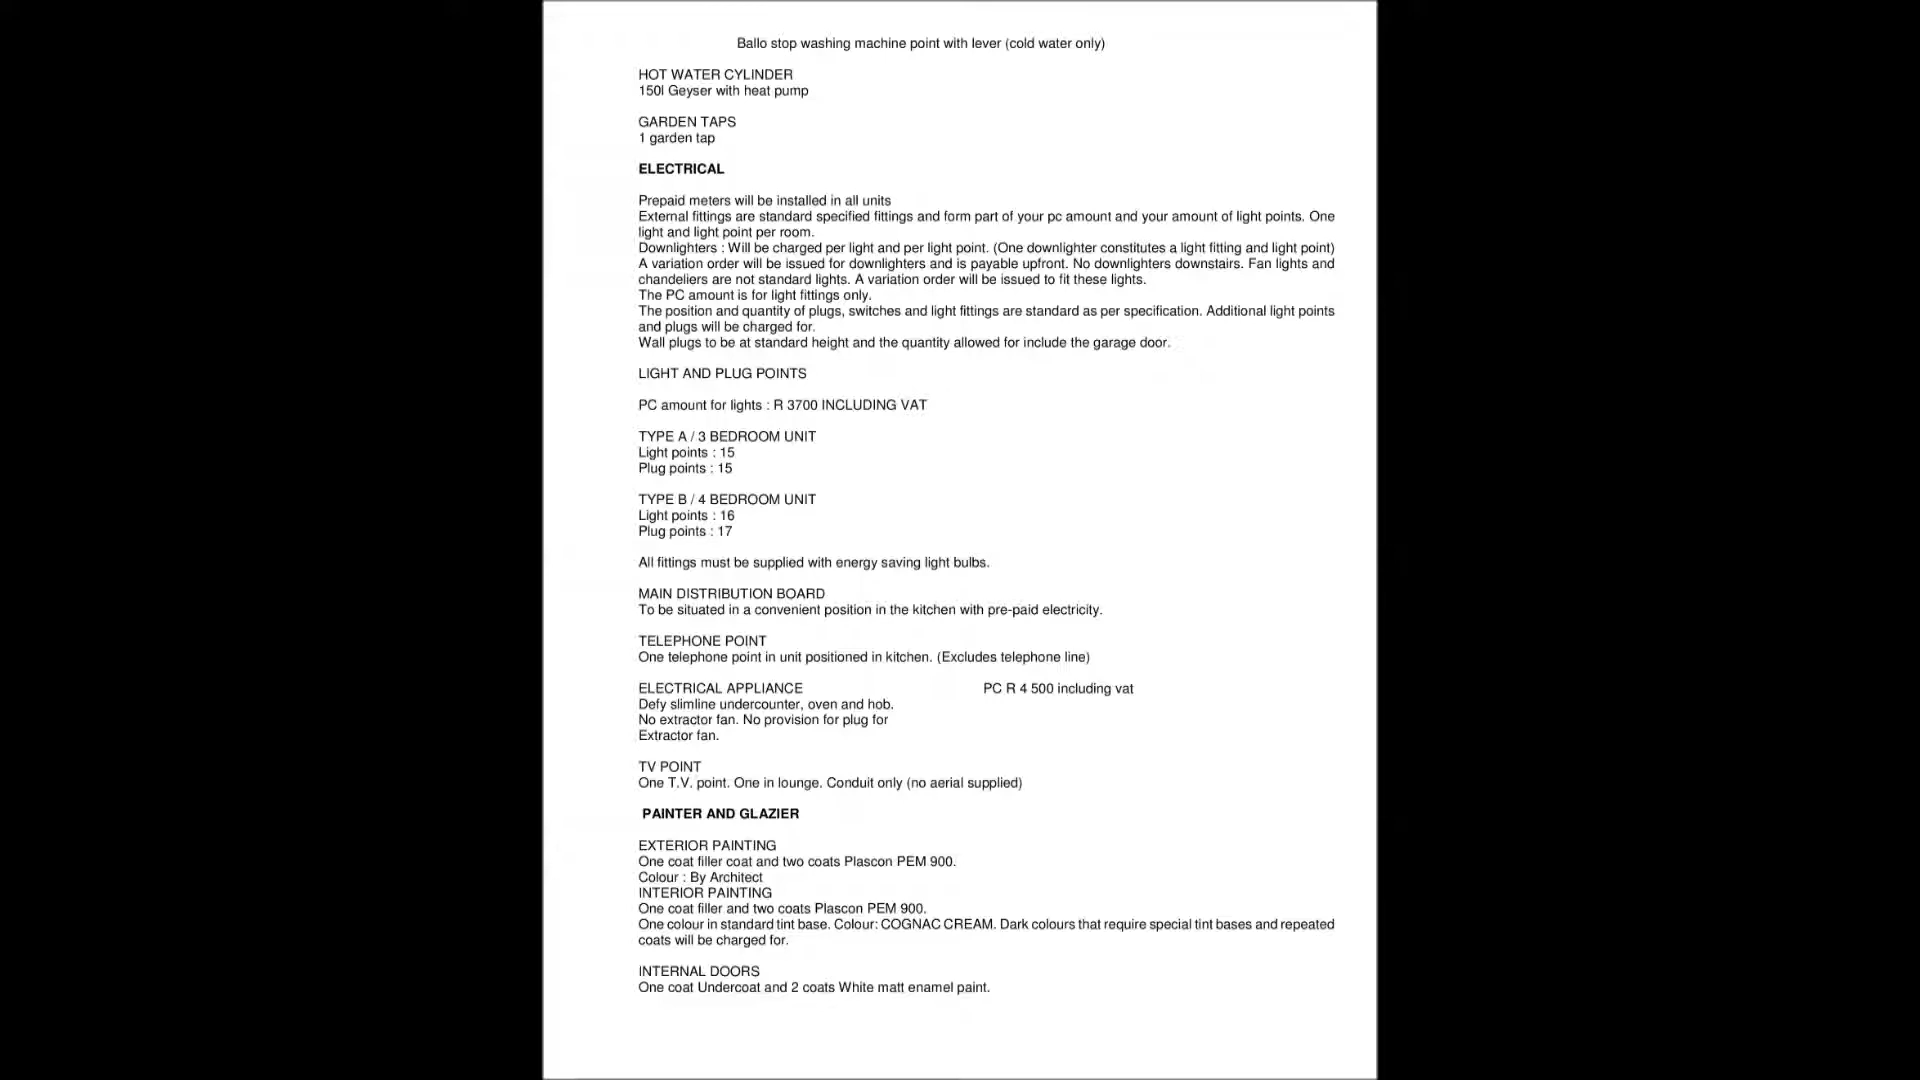 Ballo stop washing machine point with lever (cold water only)
HOT WATER CYLINDER
150l Geyser with heat pump
GARDEN TAPS
1 garden tap
ELECTRICAL
Prepaid meters will be installed in all units
External fittings are standard specified fittings and form part of your pc amount and your amount of light points. One
light and light point per room.
Downlighters : Will be charged per light and per light point. (One downlighter constitutes a light fitting and light point)
A variation order will be issued for downlighters and is payable upfront. No downlighters downstairs. Fan lights and
chandeliers are not standard lights. A variation order will be issued to fit these lights.
The PC amount is for light fittings only.
The position and quantity of plugs, switches and light fittings are standard as per specification. Additional light points
and plugs will be charged for.
Wall plugs to be at standard height and the quantity allowed for include the garage door.
LIGHT AND PLUG POINTS
PC amount for lights : R 3700 INCLUDING VAT
TYPE A / 3 BEDROOM UNIT
Light points : 15
Plug points : 15
TYPE B / 4 BEDROOM UNIT
Light points : 16
Plug points : 17
All fittings must be supplied with energy saving light bulbs.
MAIN DISTRIBUTION BOARD
To be situated in a convenient position in the kitchen with pre-paid electricity.
TELEPHONE POINT
One telephone point in unit positioned in kitchen. (Excludes telephone line)
ELECTRICAL APPLIANCE PC R 4 500 including vat
Defy slimline undercounter, oven and hob.
No extractor fan. No provision for plug for
Extractor fan.
TV POINT
One T.V. point. One in lounge. Conduit only (no aerial supplied)
PAINTER AND GLAZIER
EXTERIOR PAINTING
One coat filler coat and two coats Plascon PEM 900.
Colour : By Architect
INTERIOR PAINTING
One coat filler and two coats Plascon PEM 900.
One colour in standard tint base. Colour: COGNAC CREAM. Dark colours that require special tint bases and repeated
coats will be charged for.
INTERNAL DOORS
One coat Undercoat and 2 coats White matt enamel paint.